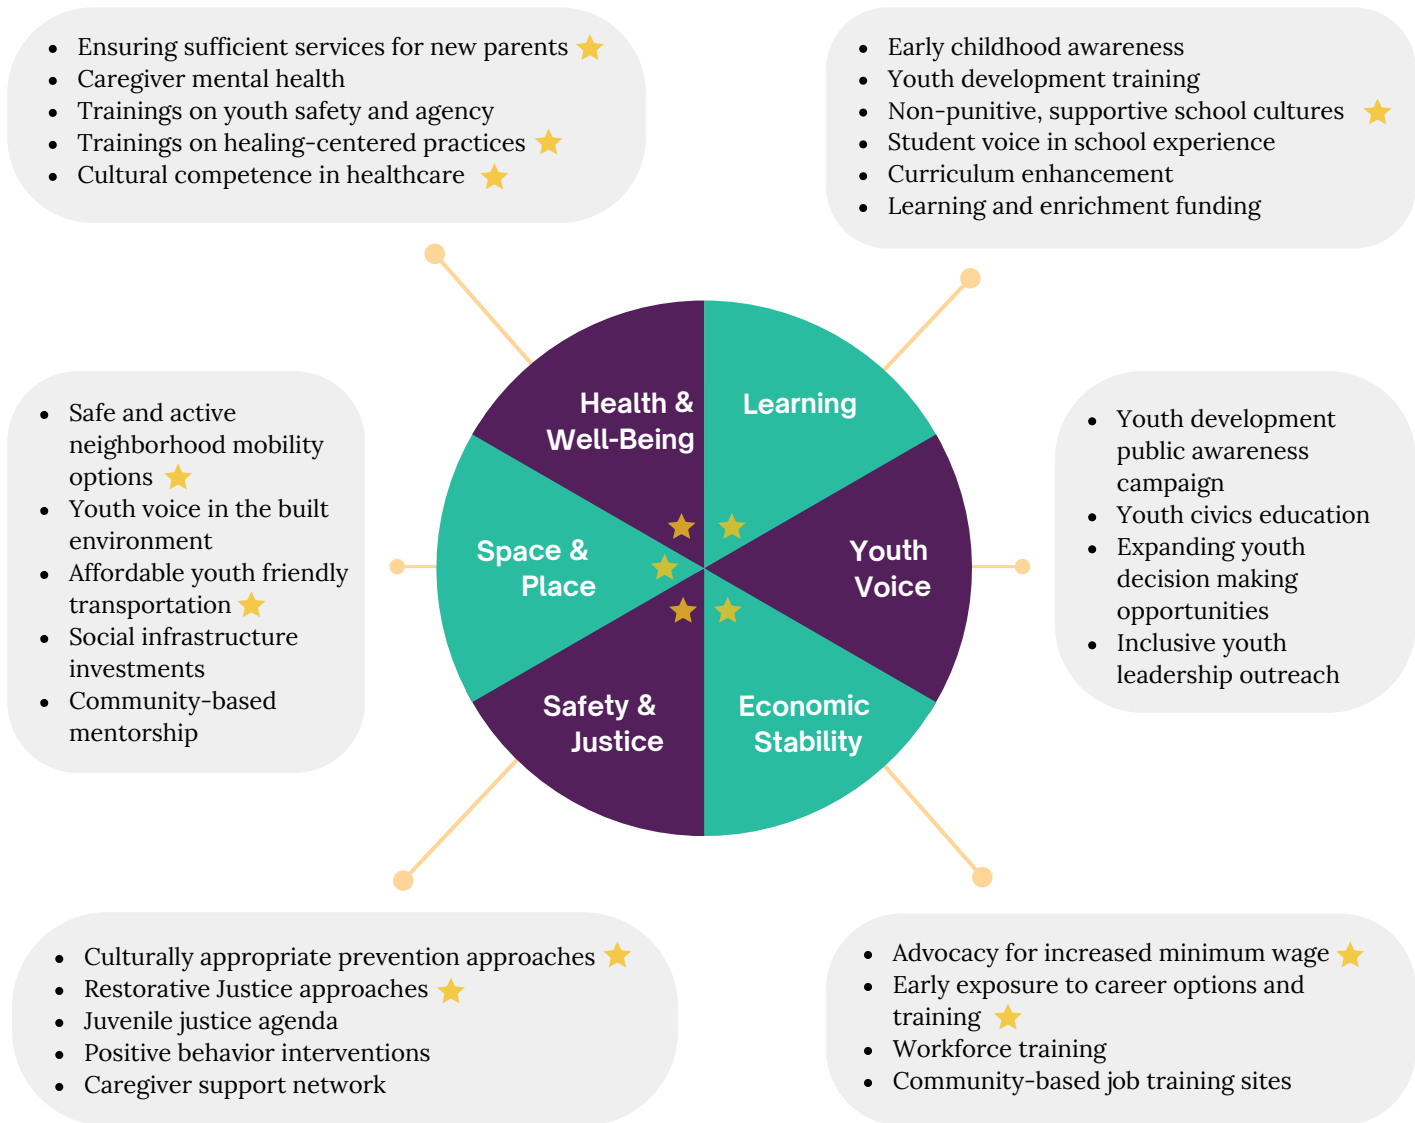 • Ensuring sufficient services for new parents
• Caregiver mental health
• Trainings on youth safety and agency
• Trainings on healing-centered practices
• Cultural competence in healthcare
• Early childhood awareness
• Youth development training
• Non-punitive, supportive school cultures
• Student voice in school experience
• Curriculum enhancement
• Learning and enrichment funding
Health &
Well-Being
Learning
• Safe and active
neighborhood mobility
options
• Youth voice in the built
environment
• Affordable youth friendly
transportation
• Social infrastructure
investments
• Community-based
mentorship
Space &
Place
Youth
Voice
• Youth development
public awareness
campaign
• Youth civics education
• Expanding youth
decision making
opportunities
• Inclusive youth
leadership outreach
Safety &
Justice
Economic
Stability
• Culturally appropriate prevention approaches
• Restorative Justice approaches
• Juvenile justice agenda
• Positive behavior interventions
• Caregiver support network
• Advocacy for increased minimum wage
• Early exposure to career options and
training
• Workforce training
• Community-based job training sites